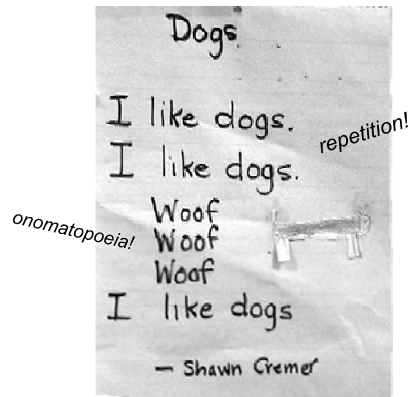 Dogs
I like dogs.
repetition!
I like dogs.
Woof
onomatopoeia!
Woof
Woof
I like dogs
– Shawn Cremer